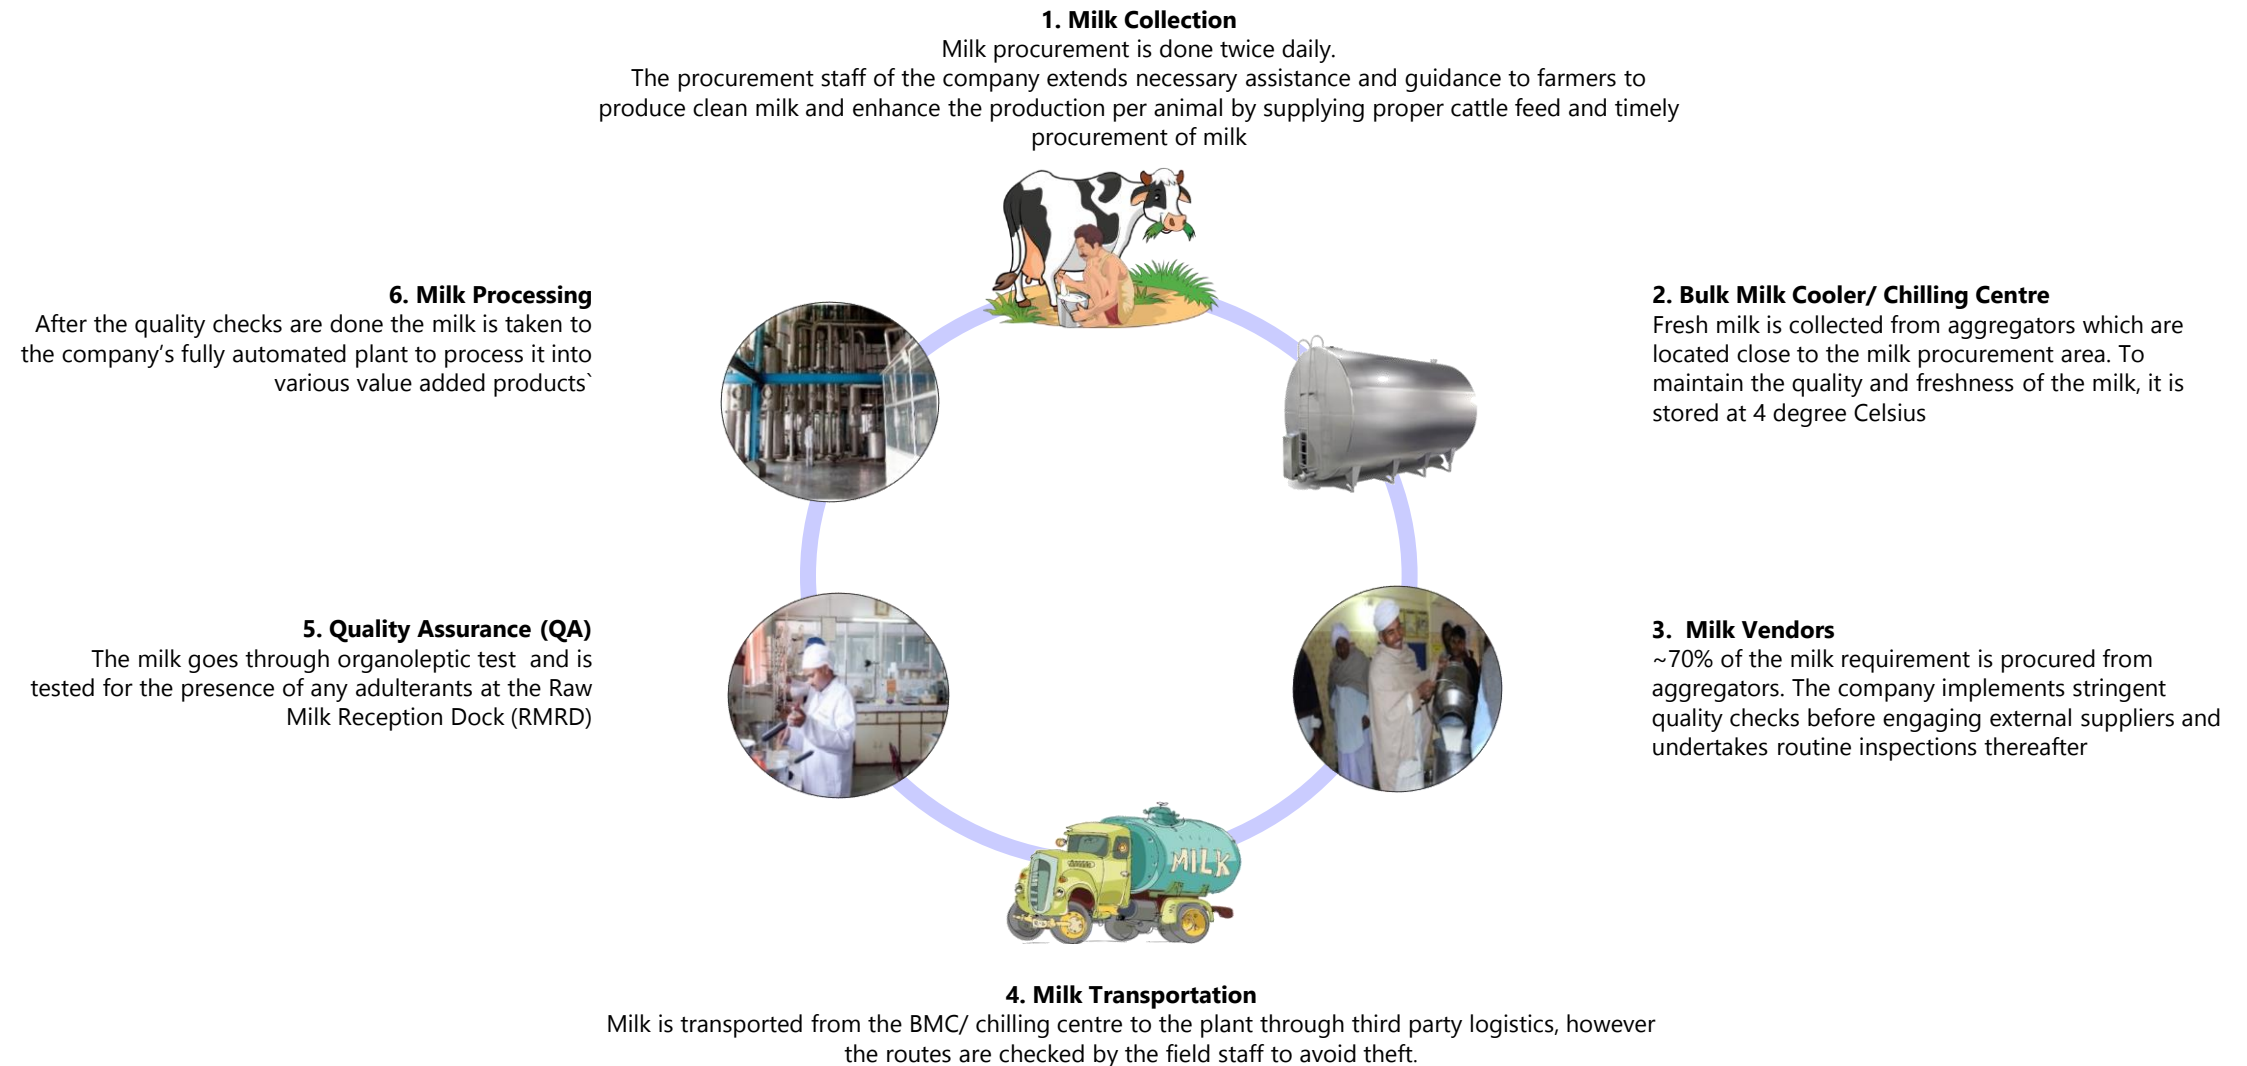 1. Milk Collection
Milk procurement is done twice daily.
The procurement staff of the company extends necessary assistance and guidance to farmers to
produce clean milk and enhance the production per animal by supplying proper cattle feed and timely
procurement of milk
2. Bulk Milk Cooler/ Chilling Centre
Fresh milk is collected from aggregators which are
located close to the milk procurement area. To
maintain the quality and freshness of the milk, it is
stored at 4 degree Celsius
3.  Milk Vendors
~70% of the milk requirement is procured from
aggregators. The company implements stringent
quality checks before engaging external suppliers and
undertakes routine inspections thereafter
MILK
4. Milk Transportation
Milk is transported from the BMC/ chilling centre to the plant through third party logistics, however
the routes are checked by the field staff to avoid theft.
5. Quality Assurance (QA)
The milk goes through organoleptic test  and is
tested for the presence of any adulterants at the Raw
Milk Reception Dock (RMRD)
6. Milk Processing
After the quality checks are done the milk is taken to
the company’s fully automated plant to process it into
various value added products`